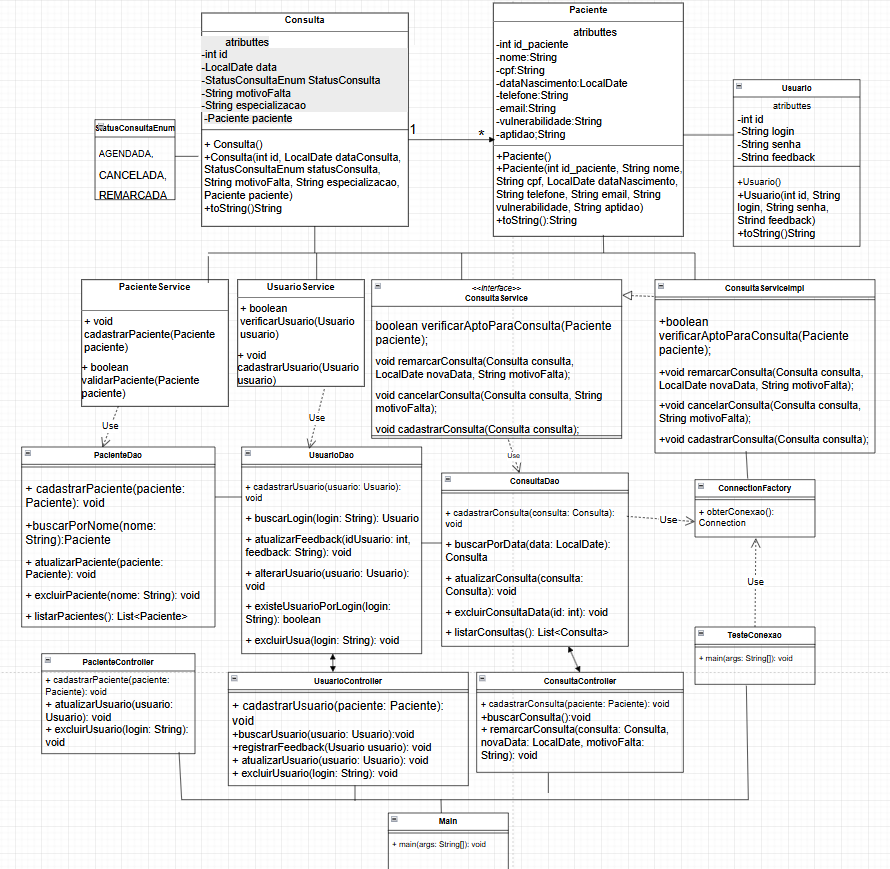 Consulta
atributtes
-int id
-LocalDate data
-StatusConsultaEnum StatusConsulta
-String motivoFalta
-String especializacao
-Paciente paciente
+ Consulta()
+Consulta(int id, LocalDate dataConsulta,
StatusConsultaEnum statusConsulta,
String motivoFalta, String especializacao,
Paciente paciente)
+toString()String
1
*
Paciente
atributtes
-int id_paciente
-nome:String
-cpf:String
-dataNascimento:LocalDate
-telefone:String
-email:String
-vulnerabilidade:String
-aptidao;String
+Paciente()
+Paciente(int id_paciente, String nome,
String cpf, LocalDate dataNascimento,
String telefone, String email, String
vulnerabilidade, String aptidao)
+toString():String
Usuario
atributtes
-int id
-String login
-String senha
-String feedback
+Usuario()
+Usuario(int id, String
login, String senha,
Strind feedback)
+toString()String
StatusConsultaEnum
AGENDADA,
CANCELADA,
REMARCADA
PacienteService
+ void
cadastrarPaciente(Paciente
paciente)
+ boolean
validarPaciente(Paciente
paciente)
UsuarioService
+ boolean
verificarUsuario(Usuario
usuario)
+ void
cadastrarUsuario(Usuario
usuario)
<<interface>>
ConsultaService
boolean verificarAptoParaConsulta(Paciente
paciente);
void remarcarConsulta(Consulta consulta,
LocalDate novaData, String motivoFalta);
void cancelarConsulta(Consulta consulta, String
motivoFalta);
void cadastrarConsulta(Consulta consulta);
ConsultaServiceImpl
+boolean
verificarAptoParaConsulta(Paciente
paciente);
+void remarcarConsulta(Consulta consulta,
LocalDate novaData, String motivoFalta);
+void cancelarConsulta(Consulta consulta,
String motivoFalta);
+void cadastrarConsulta(Consulta consulta);
Use
Use
Use
PacienteDao
+ cadastrarPaciente(paciente:
Paciente): void
+buscarPorNome(nome:
String):Paciente
+ atualizarPaciente(paciente:
Paciente): void
+ excluirPaciente(nome: String): void
+ listarPacientes(): List<Paciente>
UsuarioDao
+ cadastrarUsuario(usuario: Usuario):
void
+ buscarLogin(login: String): Usuario
+ atualizarFeedback(idUsuario: int,
feedback: String): void
+ alterarUsuario(usuario: Usuario):
void
+ existeUsuarioPorLogin(login:
String): boolean
+ excluirUsua(login: String): void
ConsultaDao
+ cadastrarConsulta(consulta: Consulta):
void
+ buscarPorData(data: LocalDate):
Consulta
+ atualizarConsulta(consulta:
Consulta): void
+ excluirConsultaData(id: int): void
+ listarConsultas(): List<Consulta>
Use
ConnectionFactory
+ obterConexao():
Connection
Use
TesteConexao
+ main(args: String[]): void
PacienteController
+ cadastrarPaciente(paciente:
Paciente): void
+ atualizarUsuario(usuario:
Usuario): void
+ excluirUsuario(login: String):
void
UsuarioController
+ cadastrarUsuario(paciente: Paciente):
void
+buscarUsuario(usuario: Usuario):void
+registrarFeedback(Usuario usuario): void
+ atualizarUsuario(usuario: Usuario): void
+ excluirUsuario(login: String): void
ConsultaController
+ cadastrarConsulta(paciente: Paciente): void
+buscarConsulta():void
+ remarcarConsulta(consulta: Consulta,
novaData: LocalDate, motivoFalta:
String): void
Main
+ main(args: String[]): void